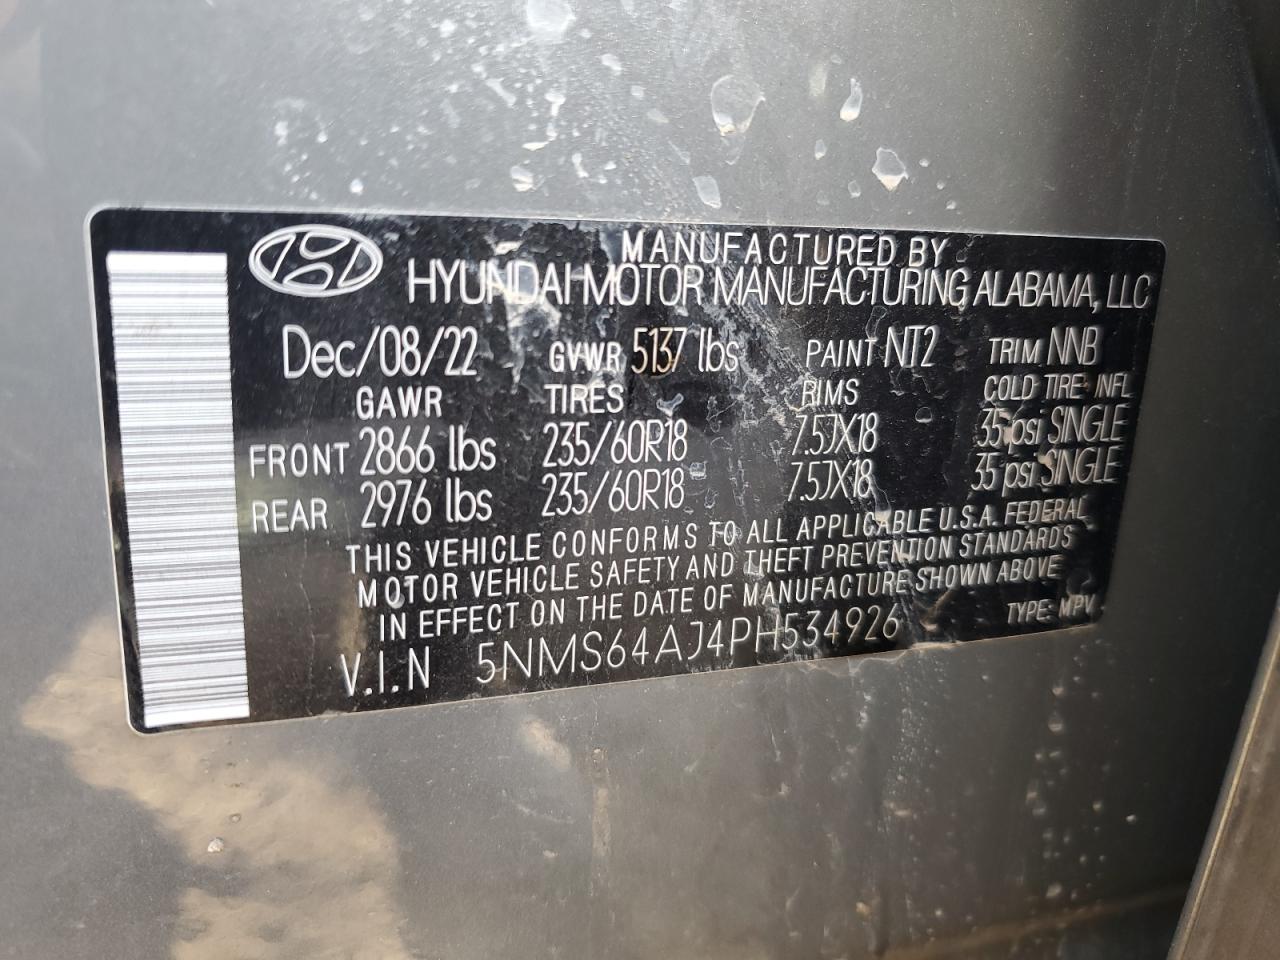 MANUFACTURED BY
HYUNDAI MOTOR MANUFACTURING ALABAMA, LLC
Dec/08/22 GVWR 5137 lbs PAINT NT2 TRIM NNB
GAWR TIRES RIMS COLD TIRE INFL
FRONT 2866 lbs 235/60R18 7.5JX18 35 psi SINGLE
REAR 2976 lbs 235/60R18 7.5JX18 35 psi SINGLE
THIS VEHICLE CONFORMS TO ALL APPLICABLE U.S.A. FEDERAL
MOTOR VEHICLE SAFETY AND THEFT PREVENTION STANDARDS
IN EFFECT ON THE DATE OF MANUFACTURE SHOWN ABOVE
V.I.N 5NMS64AJ4PH534926 TYPE: MPV